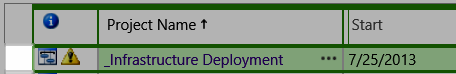 Project Name ↑ Start
_Infrastructure Deployment ••• 7/25/2013